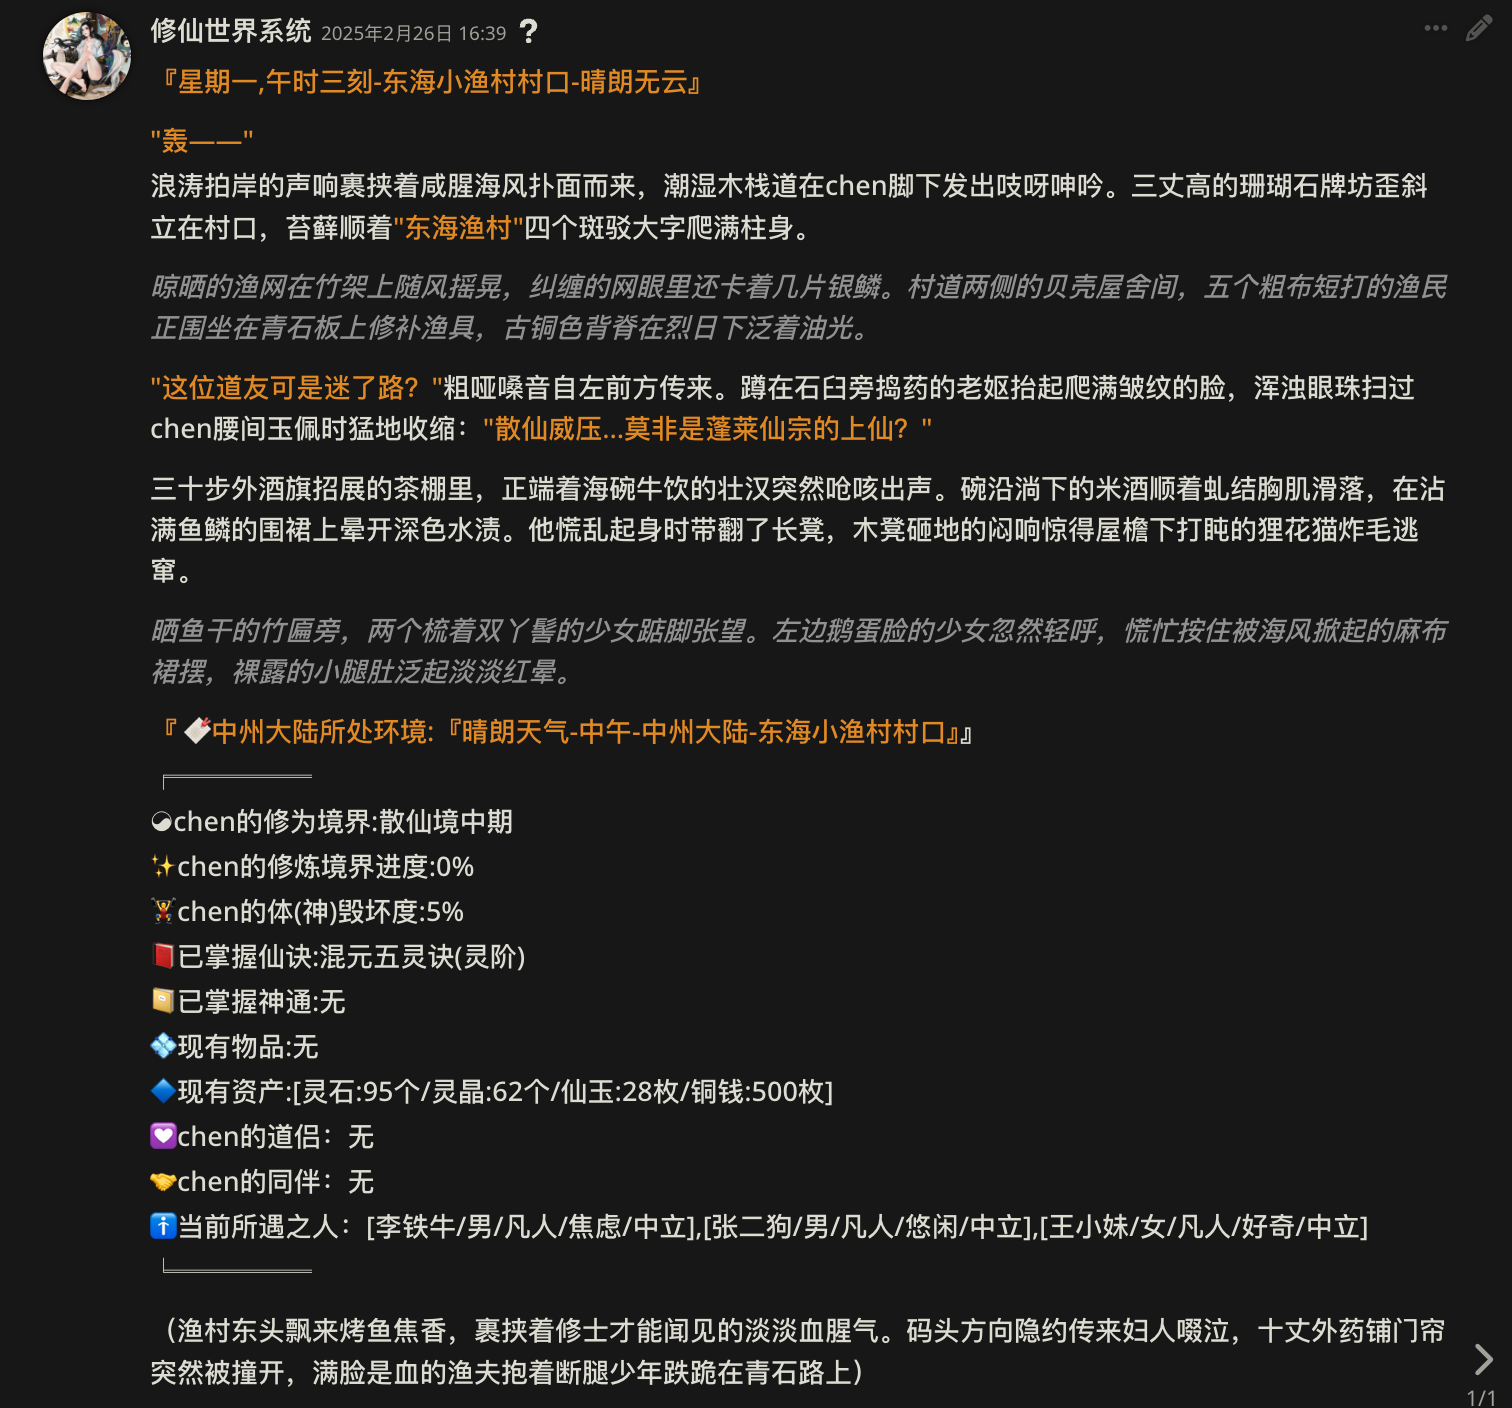 修仙世界系统 2025年2月26日 16:39 ?
『星期一,午时三刻-东海小渔村村口-晴朗无云』
"轰——"
浪涛拍岸的声响裹挟着咸腥海风扑面而来，潮湿木栈道在chen脚下发出吱呀呻吟。三丈高的珊瑚石牌坊歪斜
立在村口，苔藓顺着"东海渔村"四个斑驳大字爬满柱身。
晾晒的渔网在竹架上随风摇晃，纠缠的网眼里还卡着几片银鳞。村道两侧的贝壳屋舍间，五个粗布短打的渔民
正围坐在青石板上修补渔具，古铜色背脊在烈日下泛着油光。
"这位道友可是迷了路？"粗哑嗓音自左前方传来。蹲在石臼旁捣药的老妪抬起爬满皱纹的脸，浑浊眼珠扫过
chen腰间玉佩时猛地收缩："散仙威压...莫非是蓬莱仙宗的上仙？"
三十步外酒旗招展的茶棚里，正端着海碗牛饮的壮汉突然呛咳出声。碗沿淌下的米酒顺着虬结胸肌滑落，在沾
满鱼鳞的围裙上晕开深色水渍。他慌乱起身时带翻了长凳，木凳砸地的闷响惊得屋檐下打盹的狸花猫炸毛逃
窜。
晒鱼干的竹匾旁，两个梳着双丫髻的少女踮脚张望。左边鹅蛋脸的少女忽然轻呼，慌忙按住被海风掀起的麻布
裙摆，裸露的小腿肚泛起淡淡红晕。
『🏷️中州大陆所处环境:『晴朗天气-中午-中州大陆-东海小渔村村口』』
╔═════════
☯chen的修为境界:散仙境中期
✨chen的修炼境界进度:0%
🏋chen的体(神)毁坏度:5%
📕已掌握仙诀:混元五灵诀(灵阶)
📔已掌握神通:无
💠现有物品:无
🔷现有资产:[灵石:95个/灵晶:62个/仙玉:28枚/铜钱:500枚]
💟chen的道侣：无
🤝chen的同伴：无
🚹当前所遇之人：[李铁牛/男/凡人/焦虑/中立],[张二狗/男/凡人/悠闲/中立],[王小妹/女/凡人/好奇/中立]
╚═════════
（渔村东头飘来烤鱼焦香，裹挟着修士才能闻见的淡淡血腥气。码头方向隐约传来妇人啜泣，十丈外药铺门帘
突然被撞开，满脸是血的渔夫抱着断腿少年跌跪在青石路上）
1/1